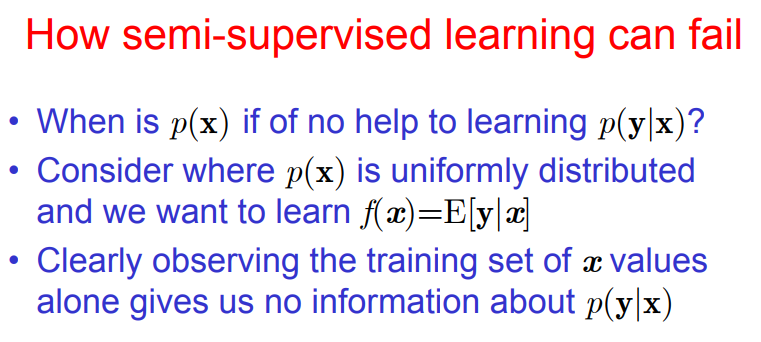 How semi-supervised learning can fail
• When is p(x) if of no help to learning p(y|x)?
• Consider where p(x) is uniformly distributed
and we want to learn f(x)=E[y|x]
• Clearly observing the training set of x values
alone gives us no information about p(y|x)